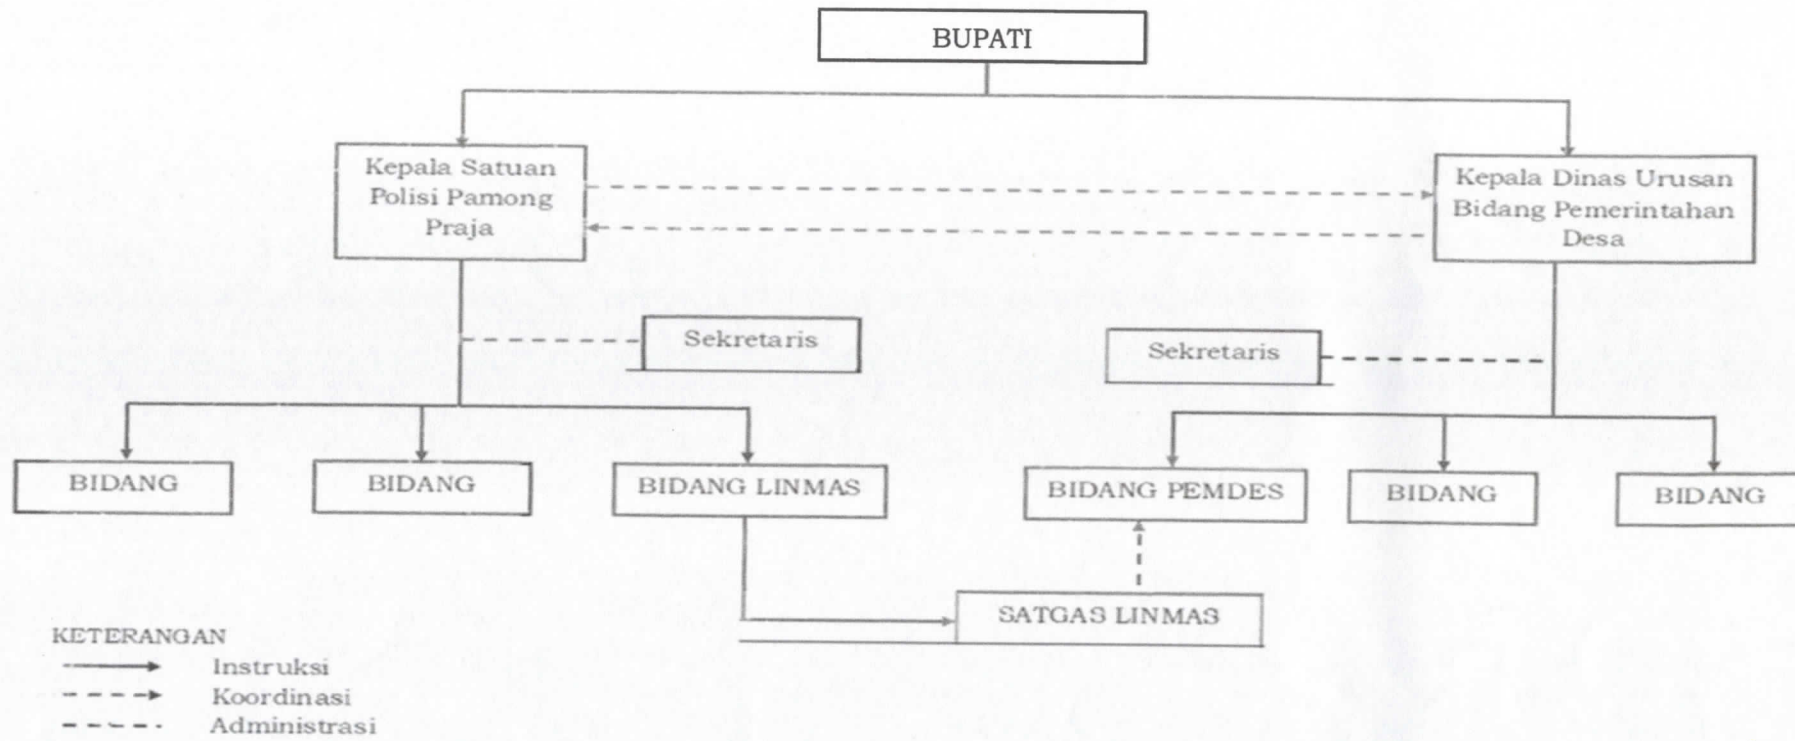 BUPATI
Kepala Satuan
Polisi Pamong
Praja
Kepala Dinas Urusan
Bidang Pemerintahan
Desa
Sekretaris
Sekretaris
BIDANG
BIDANG
BIDANG LINMAS
BIDANG PEMDES
BIDANG
BIDANG
SATGAS LINMAS
KETERANGAN
Instruksi
Koordinasi
Administrasi